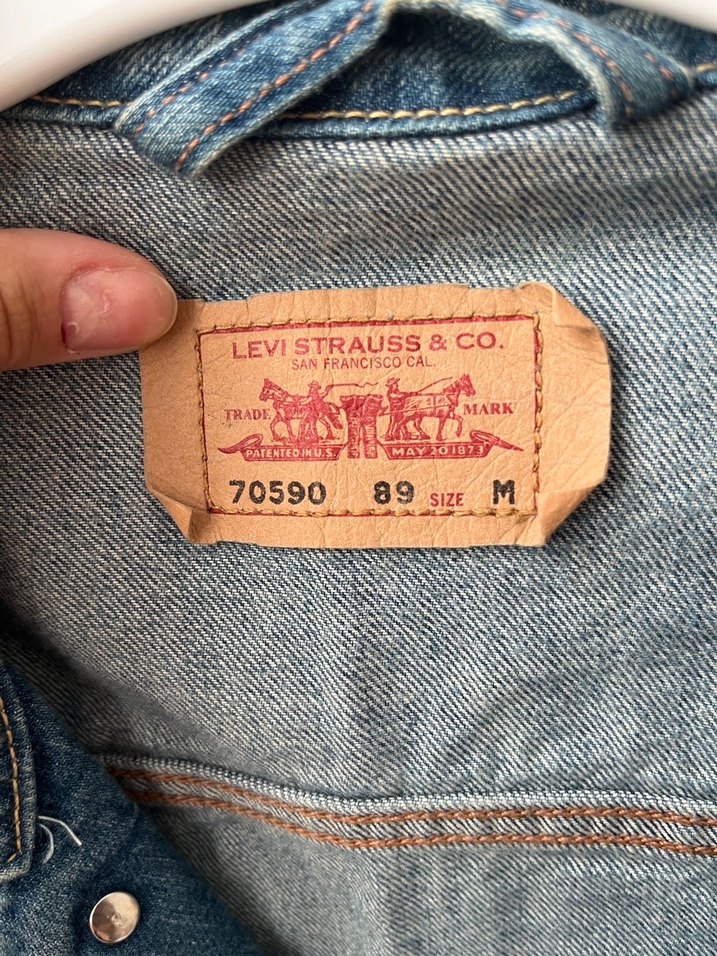 LEVI STRAUSS & CO.
SAN FRANCISCO CAL.
TRADE MARK
PATENTED IN U.S. MAY 20 1873
70590 89 SIZE M